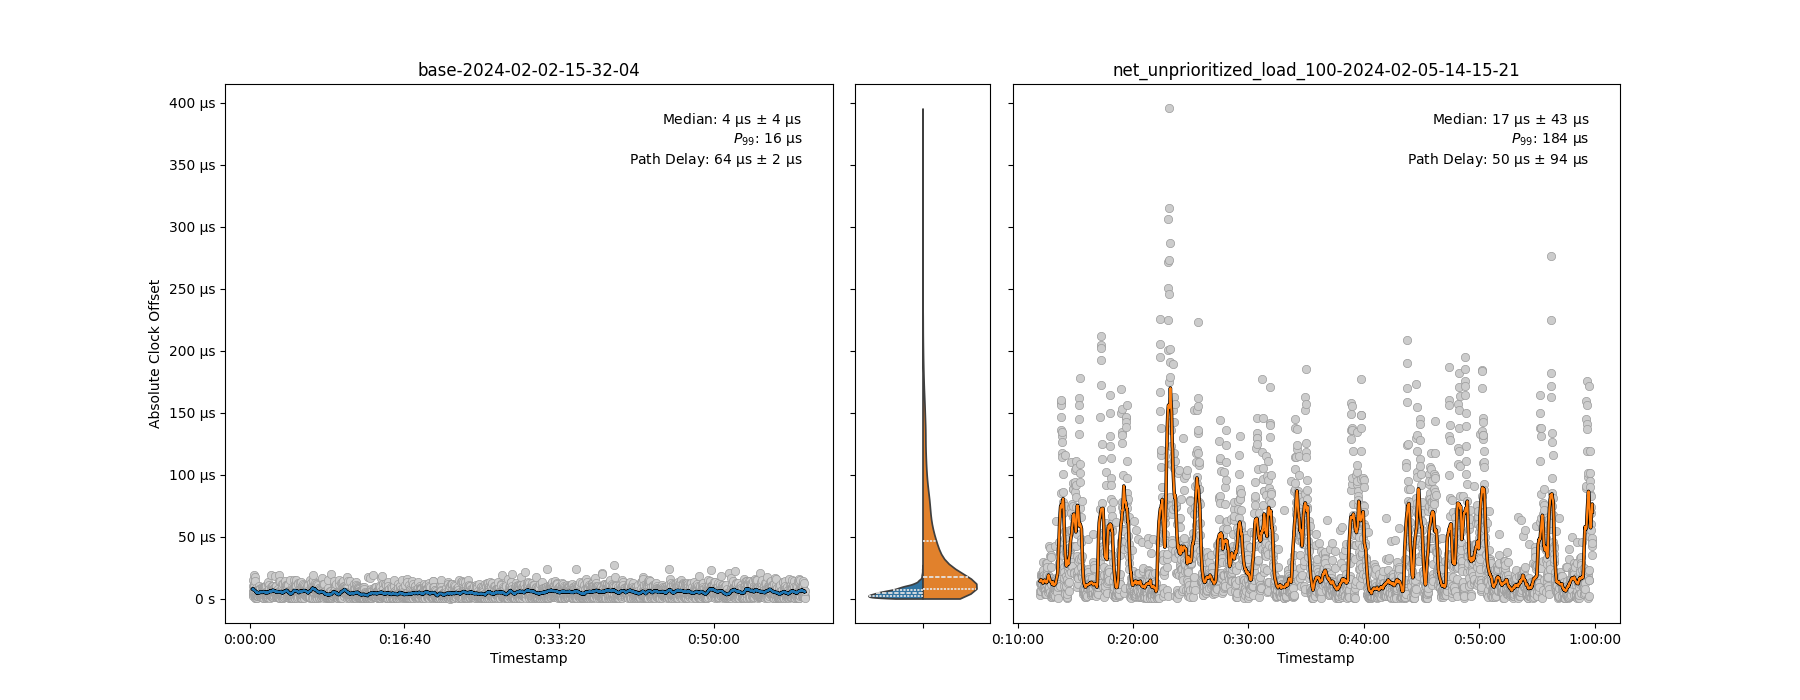 base-2024-02-02-15-32-04
net_unprioritized_load_100-2024-02-05-14-15-21
Absolute Clock Offset
400 μs
350 μs
300 μs
250 μs
200 μs
150 μs
100 μs
50 μs
0 s
Median: 4 μs ± 4 μs
P99: 16 μs
Path Delay: 64 μs ± 2 μs
Median: 17 μs ± 43 μs
P99: 184 μs
Path Delay: 50 μs ± 94 μs
0:00:00 0:16:40 0:33:20 0:50:00
Timestamp
0:10:00 0:20:00 0:30:00 0:40:00 0:50:00 1:00:00
Timestamp